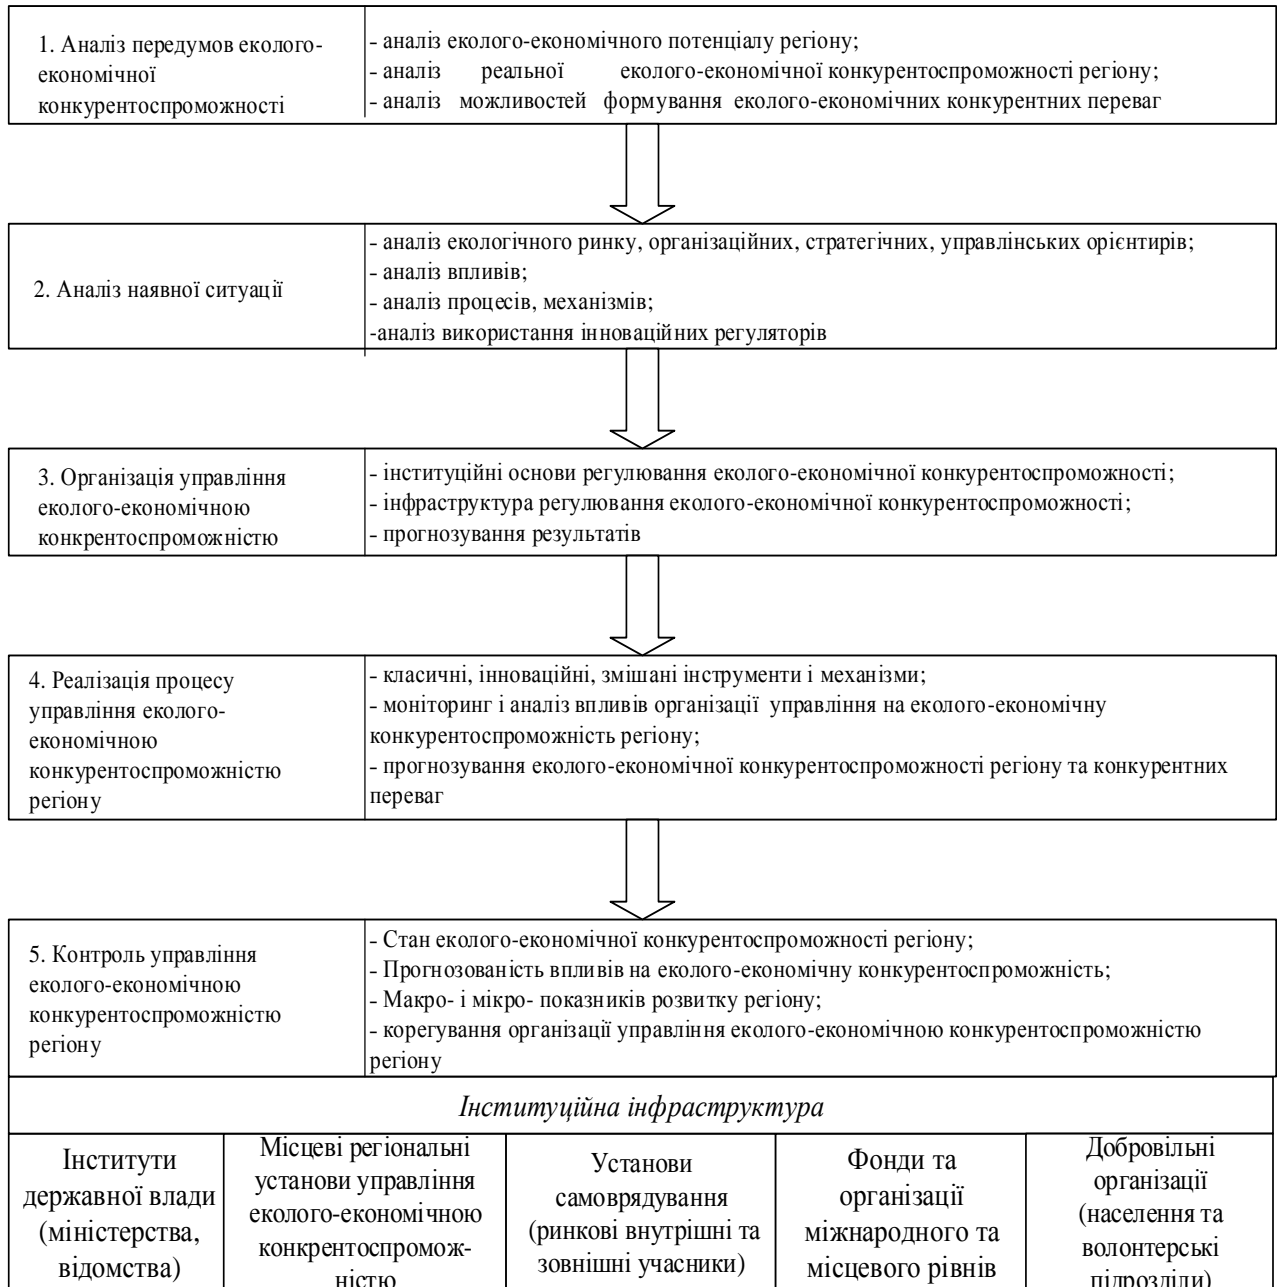 1. Аналіз передумов еколого-
економічної
конкурентоспроможності
- аналіз еколого-економічного потенціалу регіону;
- аналіз реальної еколого-економічної конкурентоспроможності регіону;
- аналіз можливостей формування еколого-економічних конкурентних переваг
2. Аналіз наявної ситуації
- аналіз екологічного ринку, організаційних, стратегічних, управлінських орієнтирів;
- аналіз впливів;
- аналіз процесів, механізмів;
-аналіз використання інноваційних регуляторів
3. Організація управління
еколого-економічною
конкрентоспроможністю
- інституційні основи регулювання еколого-економічної конкурентоспроможності;
- інфраструктура регулювання еколого-економічної конкурентоспроможності;
- прогнозування результатів
4. Реалізація процесу
управління еколого-
економічною
конкурентоспроможністю
регіону
- класичні, інноваційні, змішані інструменти і механізми;
- моніторинг і аналіз впливів організації управління на еколого-економічну
конкурентоспроможність регіону;
- прогнозування еколого-економічної конкурентоспроможності регіону та конкурентних
переваг
5. Контроль управління
еколого-економічною
конкурентоспроможністю
регіону
- Стан еколого-економічної конкурентоспроможності регіону;
- Прогнозованість впливів на еколого-економічну конкурентоспроможність;
- Макро- і мікро- показників розвитку регіону;
- корегування організації управління еколого-економічною конкурентоспроможністю
регіону
Інституційна інфраструктура
Інститути
державної влади
(міністерства,
відомства)
Місцеві регіональні
установи управління
еколого-економічною
конкрентоспромож-
ністю
Установи
самоврядування
(ринкові внутрішні та
зовнішні учасники)
Фонди та
організації
міжнародного та
місцевого рівнів
Добровільні
організації
(населення та
волонтерські
підрозділи)